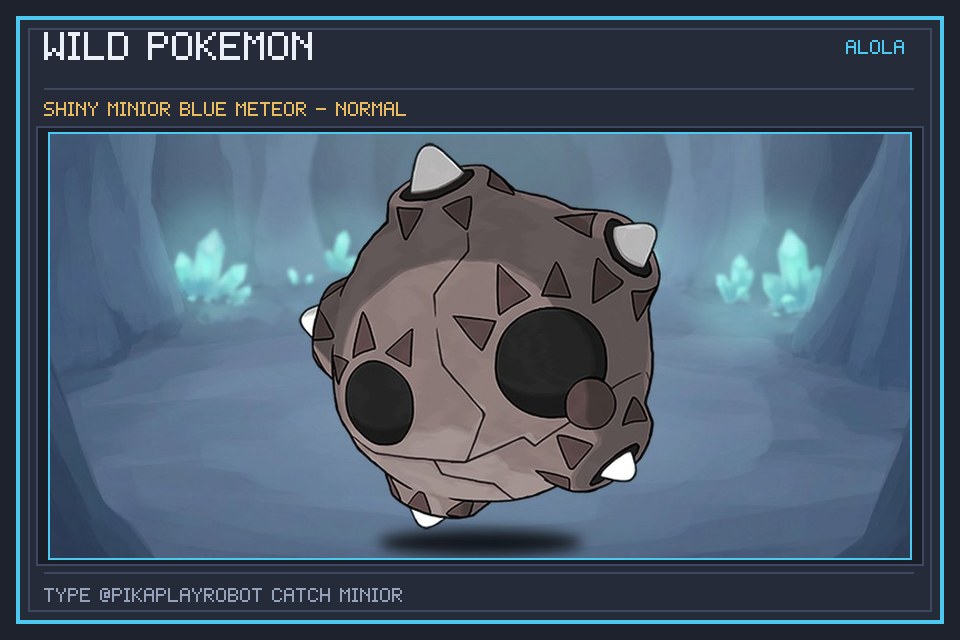 WILD POKEMON
ALOLA
SHINY MINIOR BLUE METEOR - NORMAL
TYPE @PIKAPLAYROBOT CATCH MINIOR